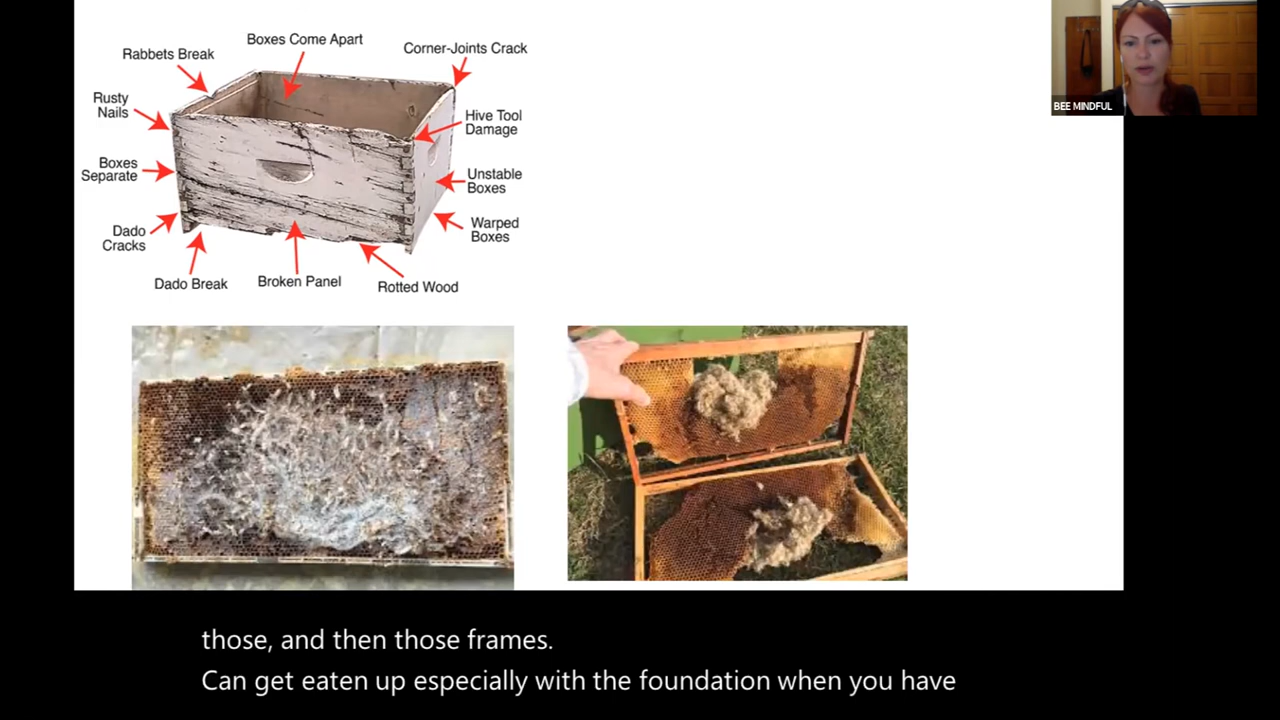 Boxes Come Apart
Corner-Joints Crack
Rabbets Break
Rusty
Nails
Hive Tool
Damage
Boxes
Separate
Unstable
Boxes
Dado
Cracks
Warped
Boxes
Dado Break
Broken Panel
Rotted Wood
BEE MINDFUL
those, and then those frames.
Can get eaten up especially with the foundation when you have